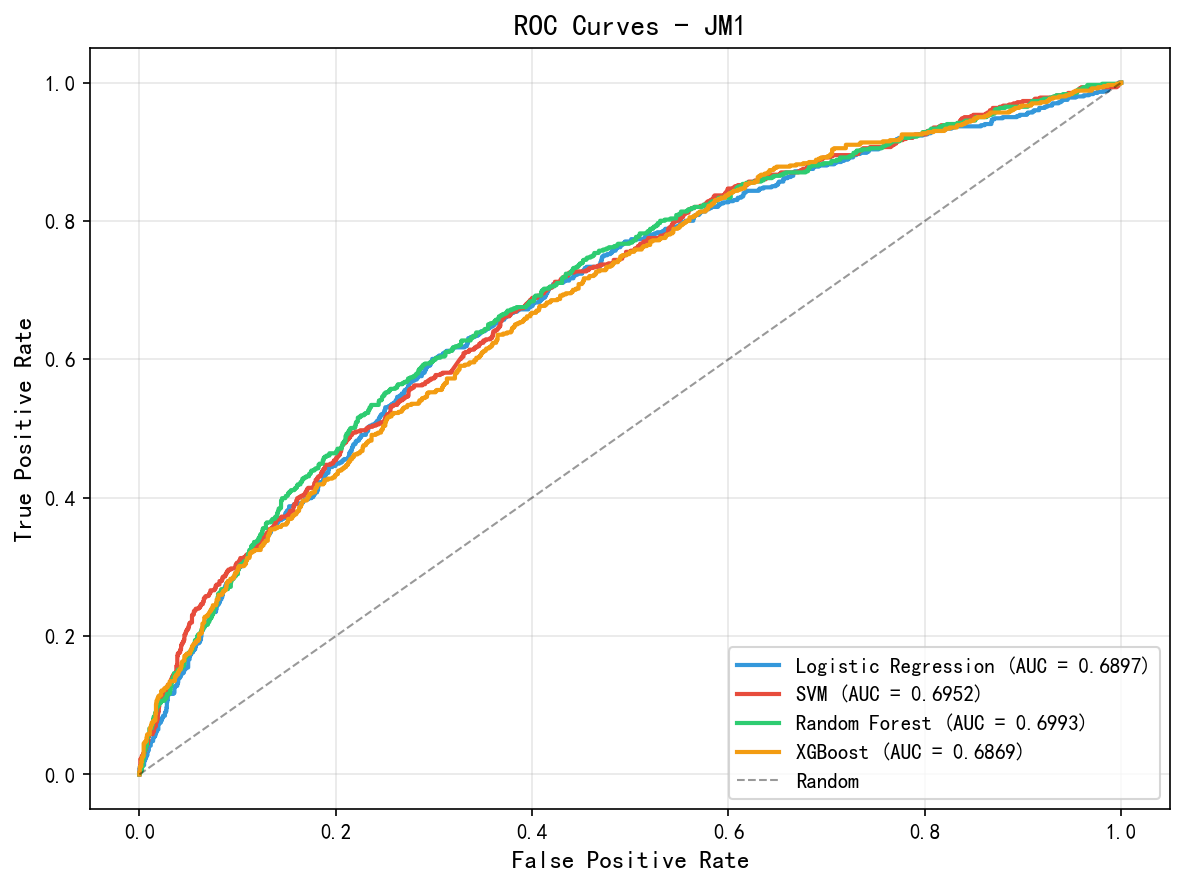 ROC Curves - JM1
True Positive Rate
1.0
0.8
0.6
0.4
0.2
0.0
Logistic Regression (AUC = 0.6897)
SVM (AUC = 0.6952)
Random Forest (AUC = 0.6993)
XGBoost (AUC = 0.6869)
Random
0.0 0.2 0.4 0.6 0.8 1.0
False Positive Rate